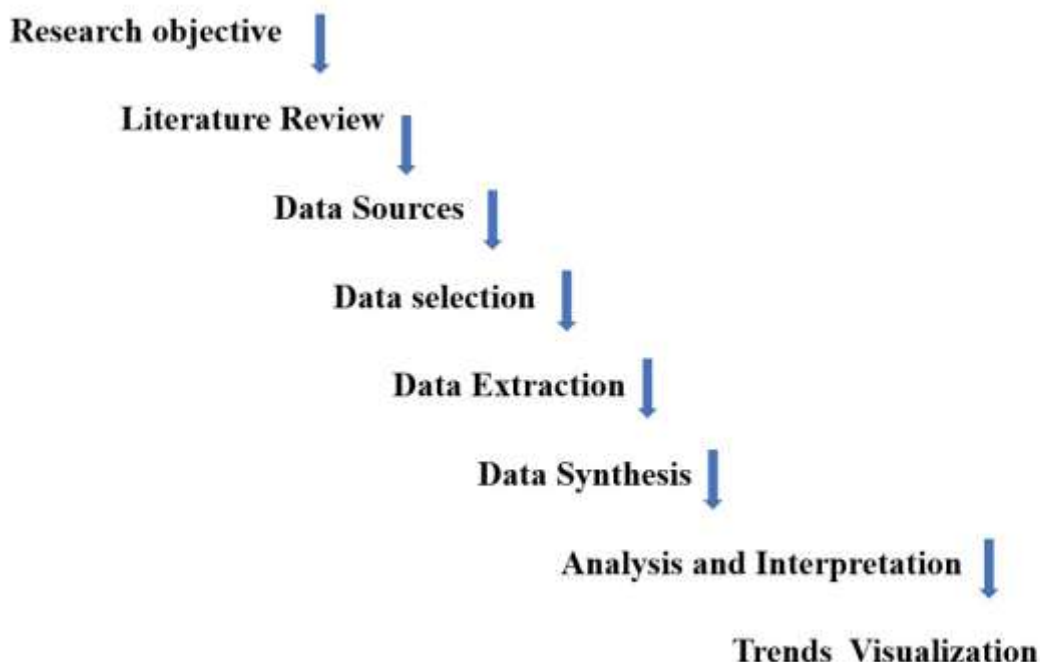 Research objective
Literature Review
Data Sources
Data selection
Data Extraction
Data Synthesis
Analysis and Interpretation
Trends Visualization